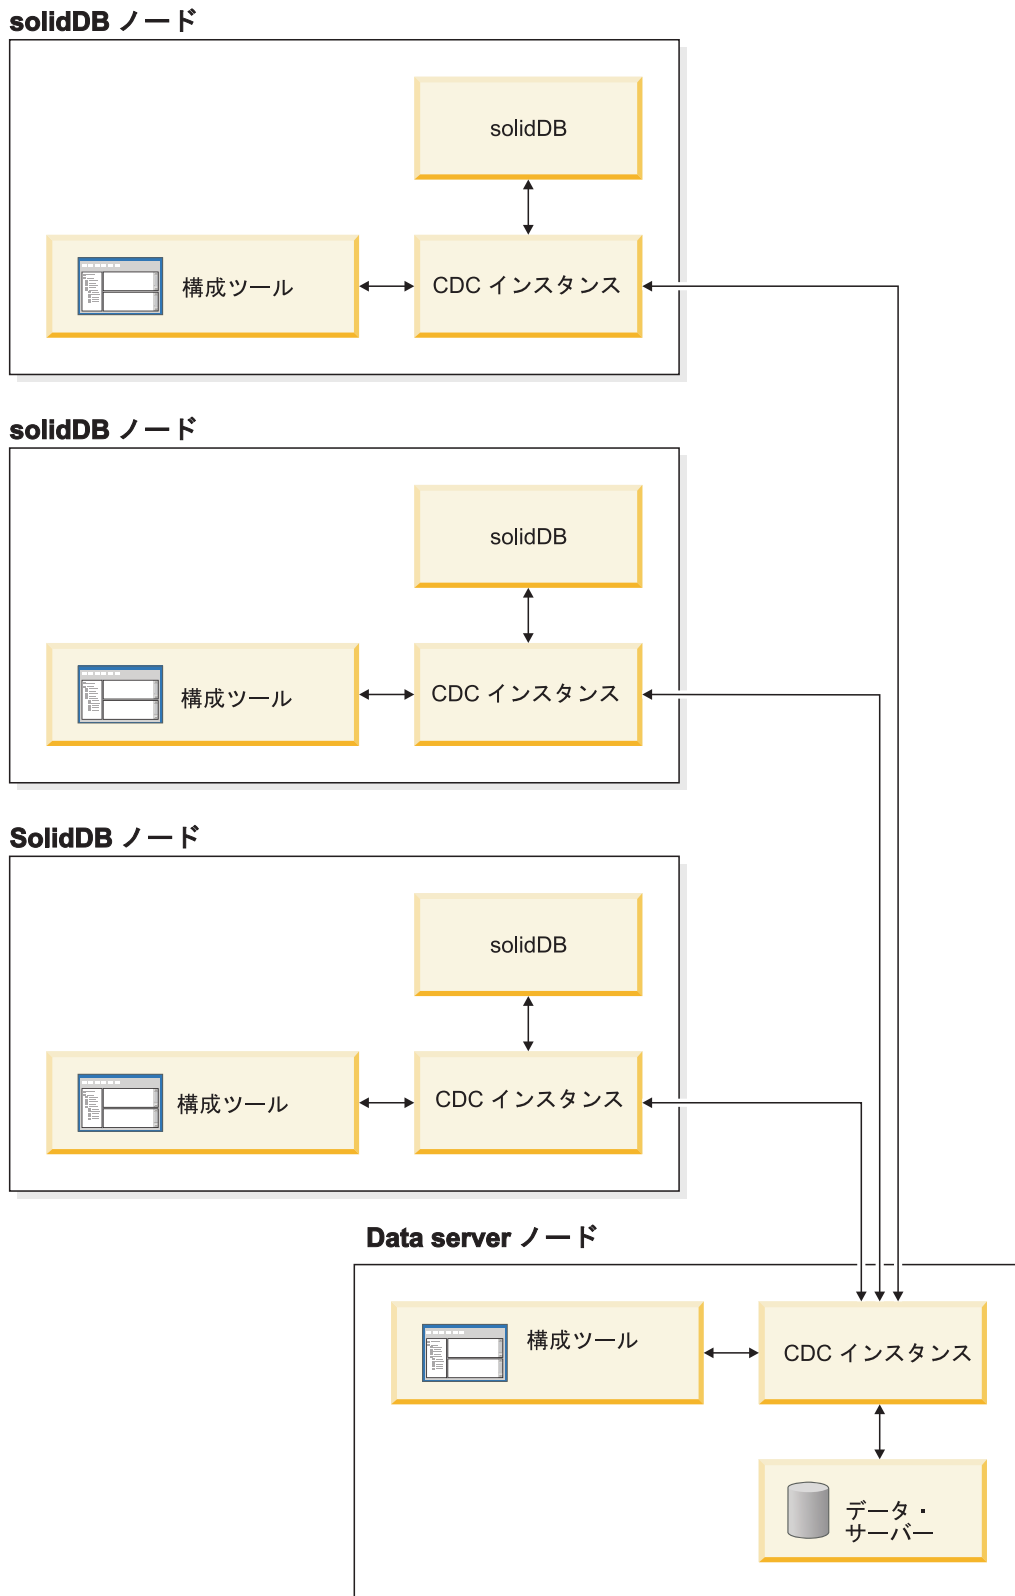 solidDB ノード
solidDB
構成ツール
CDC インスタンス
solidDB ノード
solidDB
構成ツール
CDC インスタンス
SolidDB ノード
solidDB
構成ツール
CDC インスタンス
Data server ノード
構成ツール
CDC インスタンス
データ・
サーバー